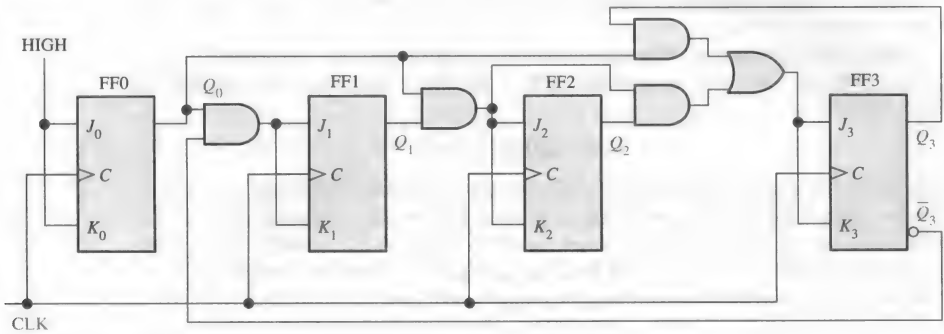 HIGH
FF0
FF1
FF2
FF3
Q₀
J₀
C
K₀
J₁
C
K₁
Q₁
J₂
C
K₂
Q₂
J₃
C
K₃
Q₃
Q̅₃
CLK